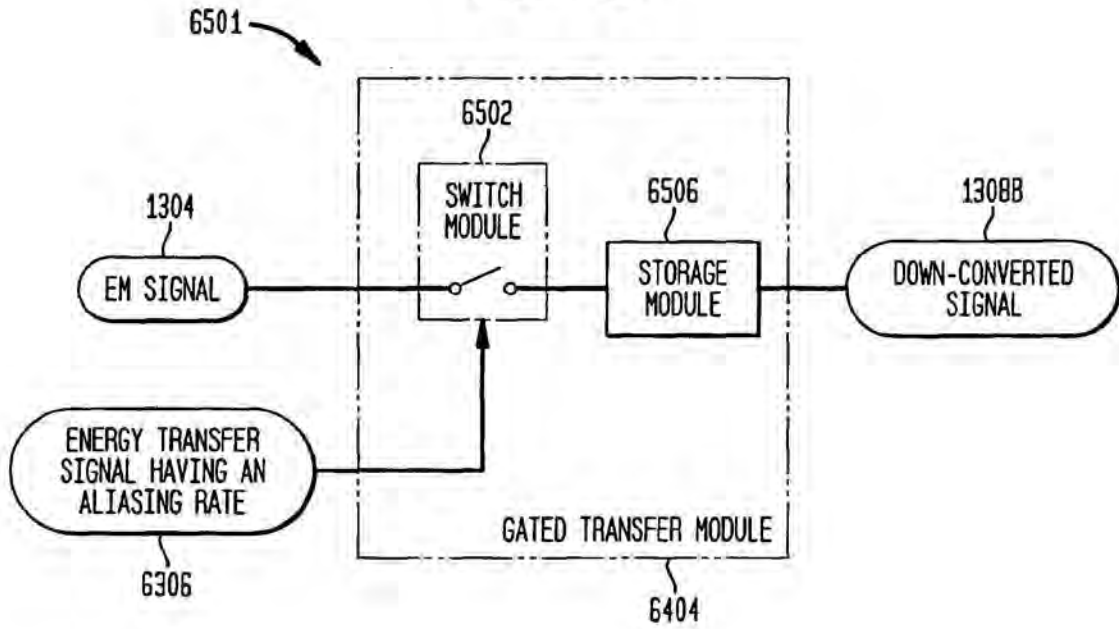 6501
6502
SWITCH
MODULE
1304
EM SIGNAL
6506
STORAGE
MODULE
1308B
DOWN-CONVERTED
SIGNAL
ENERGY TRANSFER
SIGNAL HAVING AN
ALIASING RATE
6306
GATED TRANSFER MODULE
6404